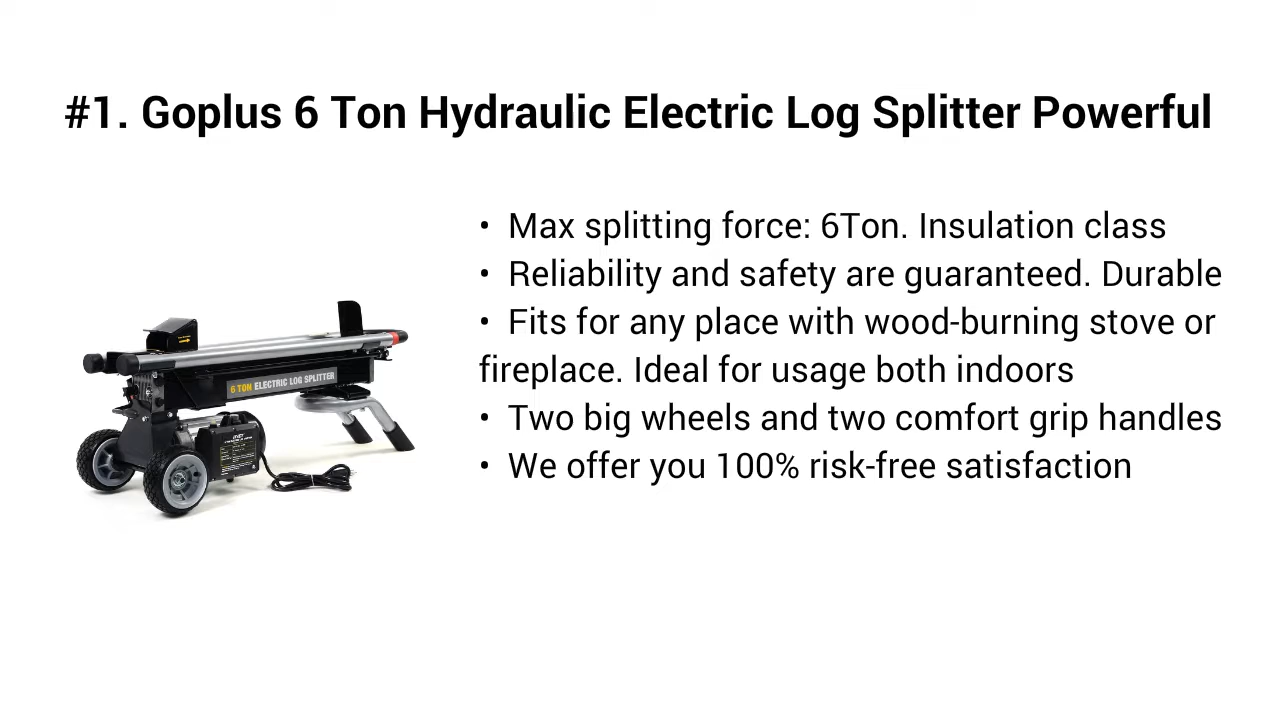 #1. Goplus 6 Ton Hydraulic Electric Log Splitter Powerful
• Max splitting force: 6Ton. Insulation class
• Reliability and safety are guaranteed. Durable
• Fits for any place with wood-burning stove or
fireplace. Ideal for usage both indoors
• Two big wheels and two comfort grip handles
• We offer you 100% risk-free satisfaction
6 TON ELECTRIC LOG SPLITTER